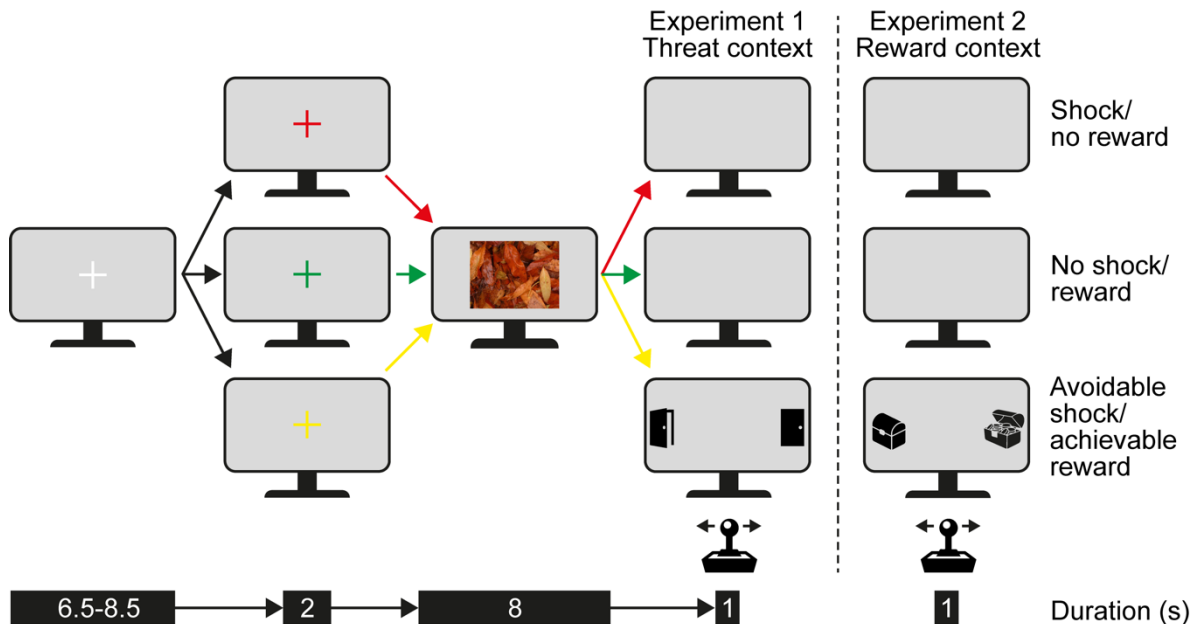 Experiment 1
Threat context
Experiment 2
Reward context
Shock/
no reward
No shock/
reward
Avoidable
shock/
achievable
reward
6.5-8.5
2
8
1
1
Duration (s)